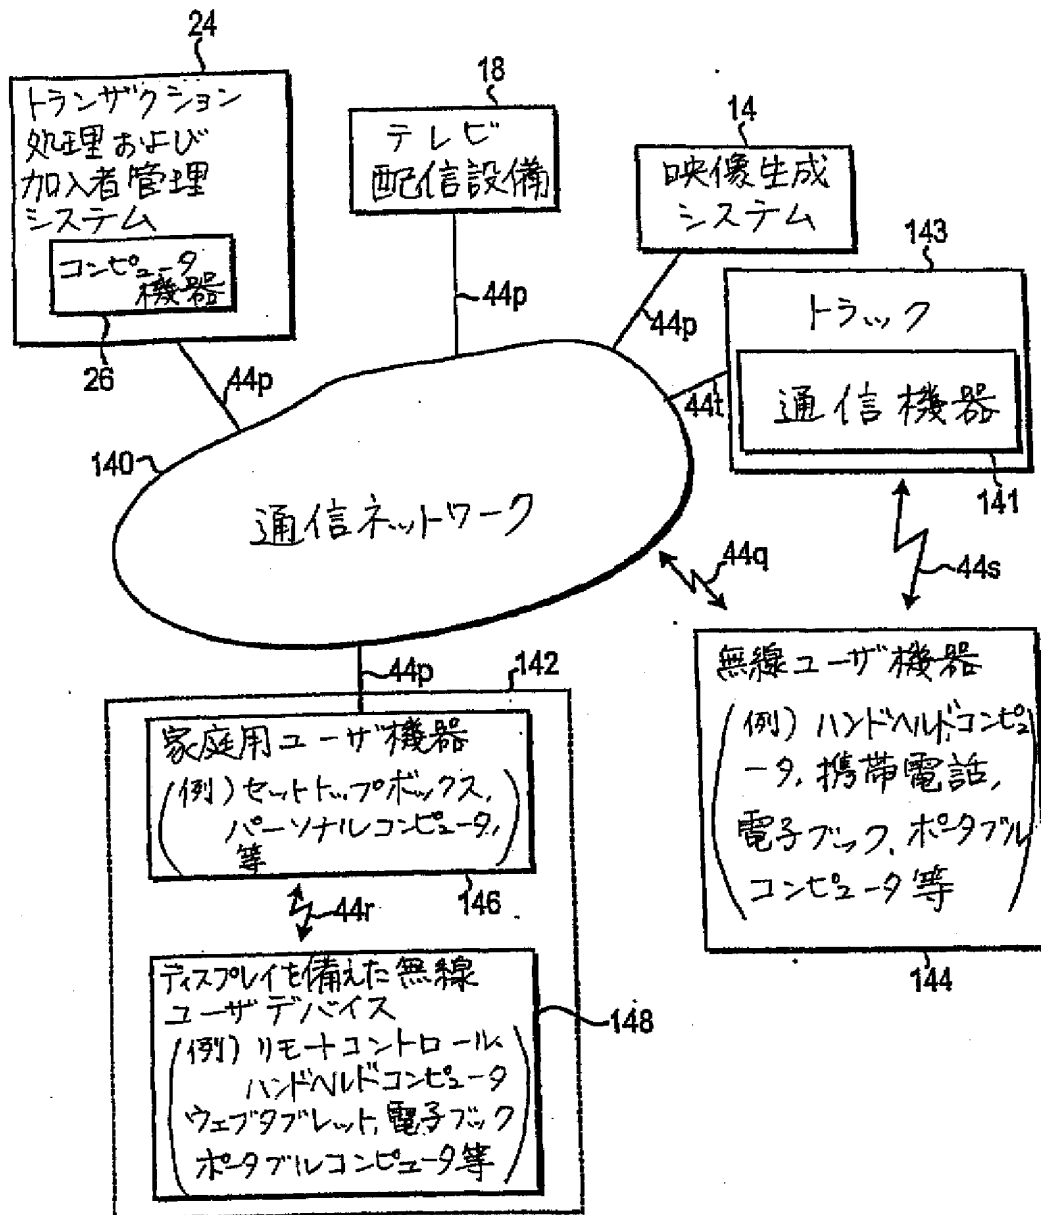 24
トランザクション
処理および
加入者管理
システム
コンピュータ
機器
26
44p
18
テレビ
配信設備
44p
14
映像生成
システム
44p
143
トラック
通信機器
141
44t
140
通信ネットワーク
44q
44s
44p
142
家庭用ユーザ機器
(例)セットトップボックス、
パーソナルコンピュータ,
等
146
44r
ディスプレイを備えた無線
ユーザデバイス
(例)リモートコントロール、
ハンドヘルドコンピュータ
ウェブタブレット,電子ブック
ポータブルコンピュータ等
148
無線ユーザ機器
(例)ハンドヘルドコンピュ
ータ,携帯電話,
電子ブック、ポータブル
コンピュータ等
144